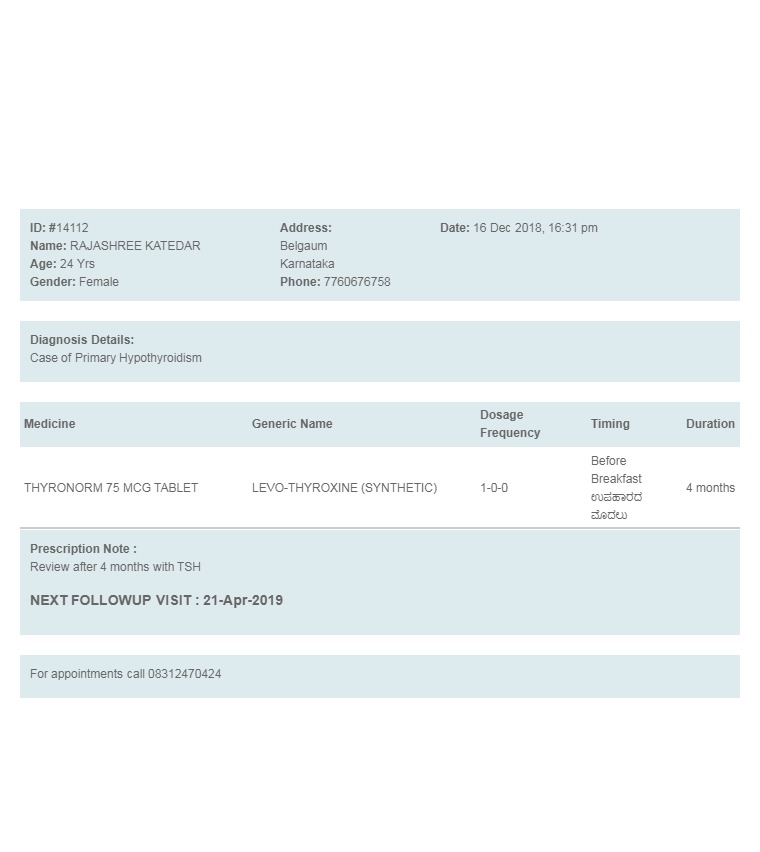 ID: #14112
Name: RAJASHREE KATEDAR
Age: 24 Yrs
Gender: Female
Address:
Belgaum
Karnataka
Phone: 7760676758
Date: 16 Dec 2018, 16:31 pm
Diagnosis Details:
Case of Primary Hypothyroidism
Medicine Generic Name Dosage Frequency Timing Duration
THYRONORM 75 MCG TABLET LEVO-THYROXINE (SYNTHETIC) 1-0-0
Before
Breakfast
ಉಪಹಾರದ
ಮೊದಲು
4 months
Prescription Note :
Review after 4 months with TSH
NEXT FOLLOWUP VISIT : 21-Apr-2019
For appointments call 08312470424